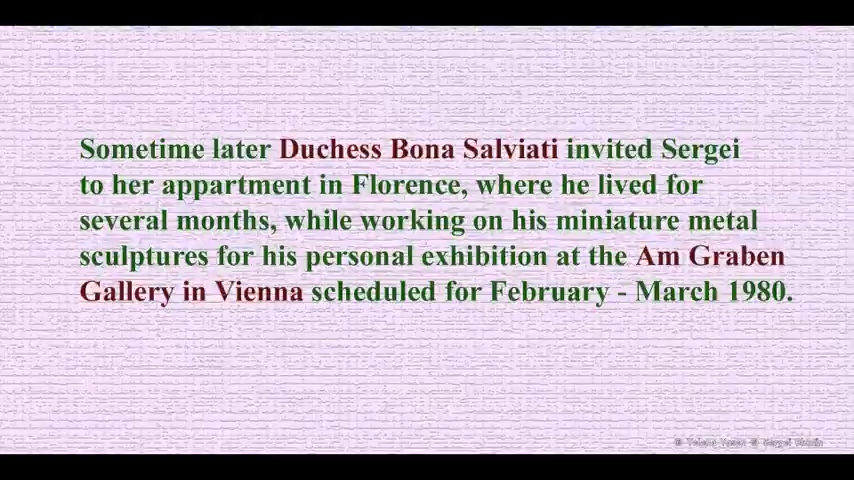 Sometime later Duchess Bona Salviati invited Sergei
to her appartment in Florence, where he lived for
several months, while working on his miniature metal
sculptures for his personal exhibition at the Am Graben
Gallery in Vienna scheduled for February - March 1980.
© Sergei